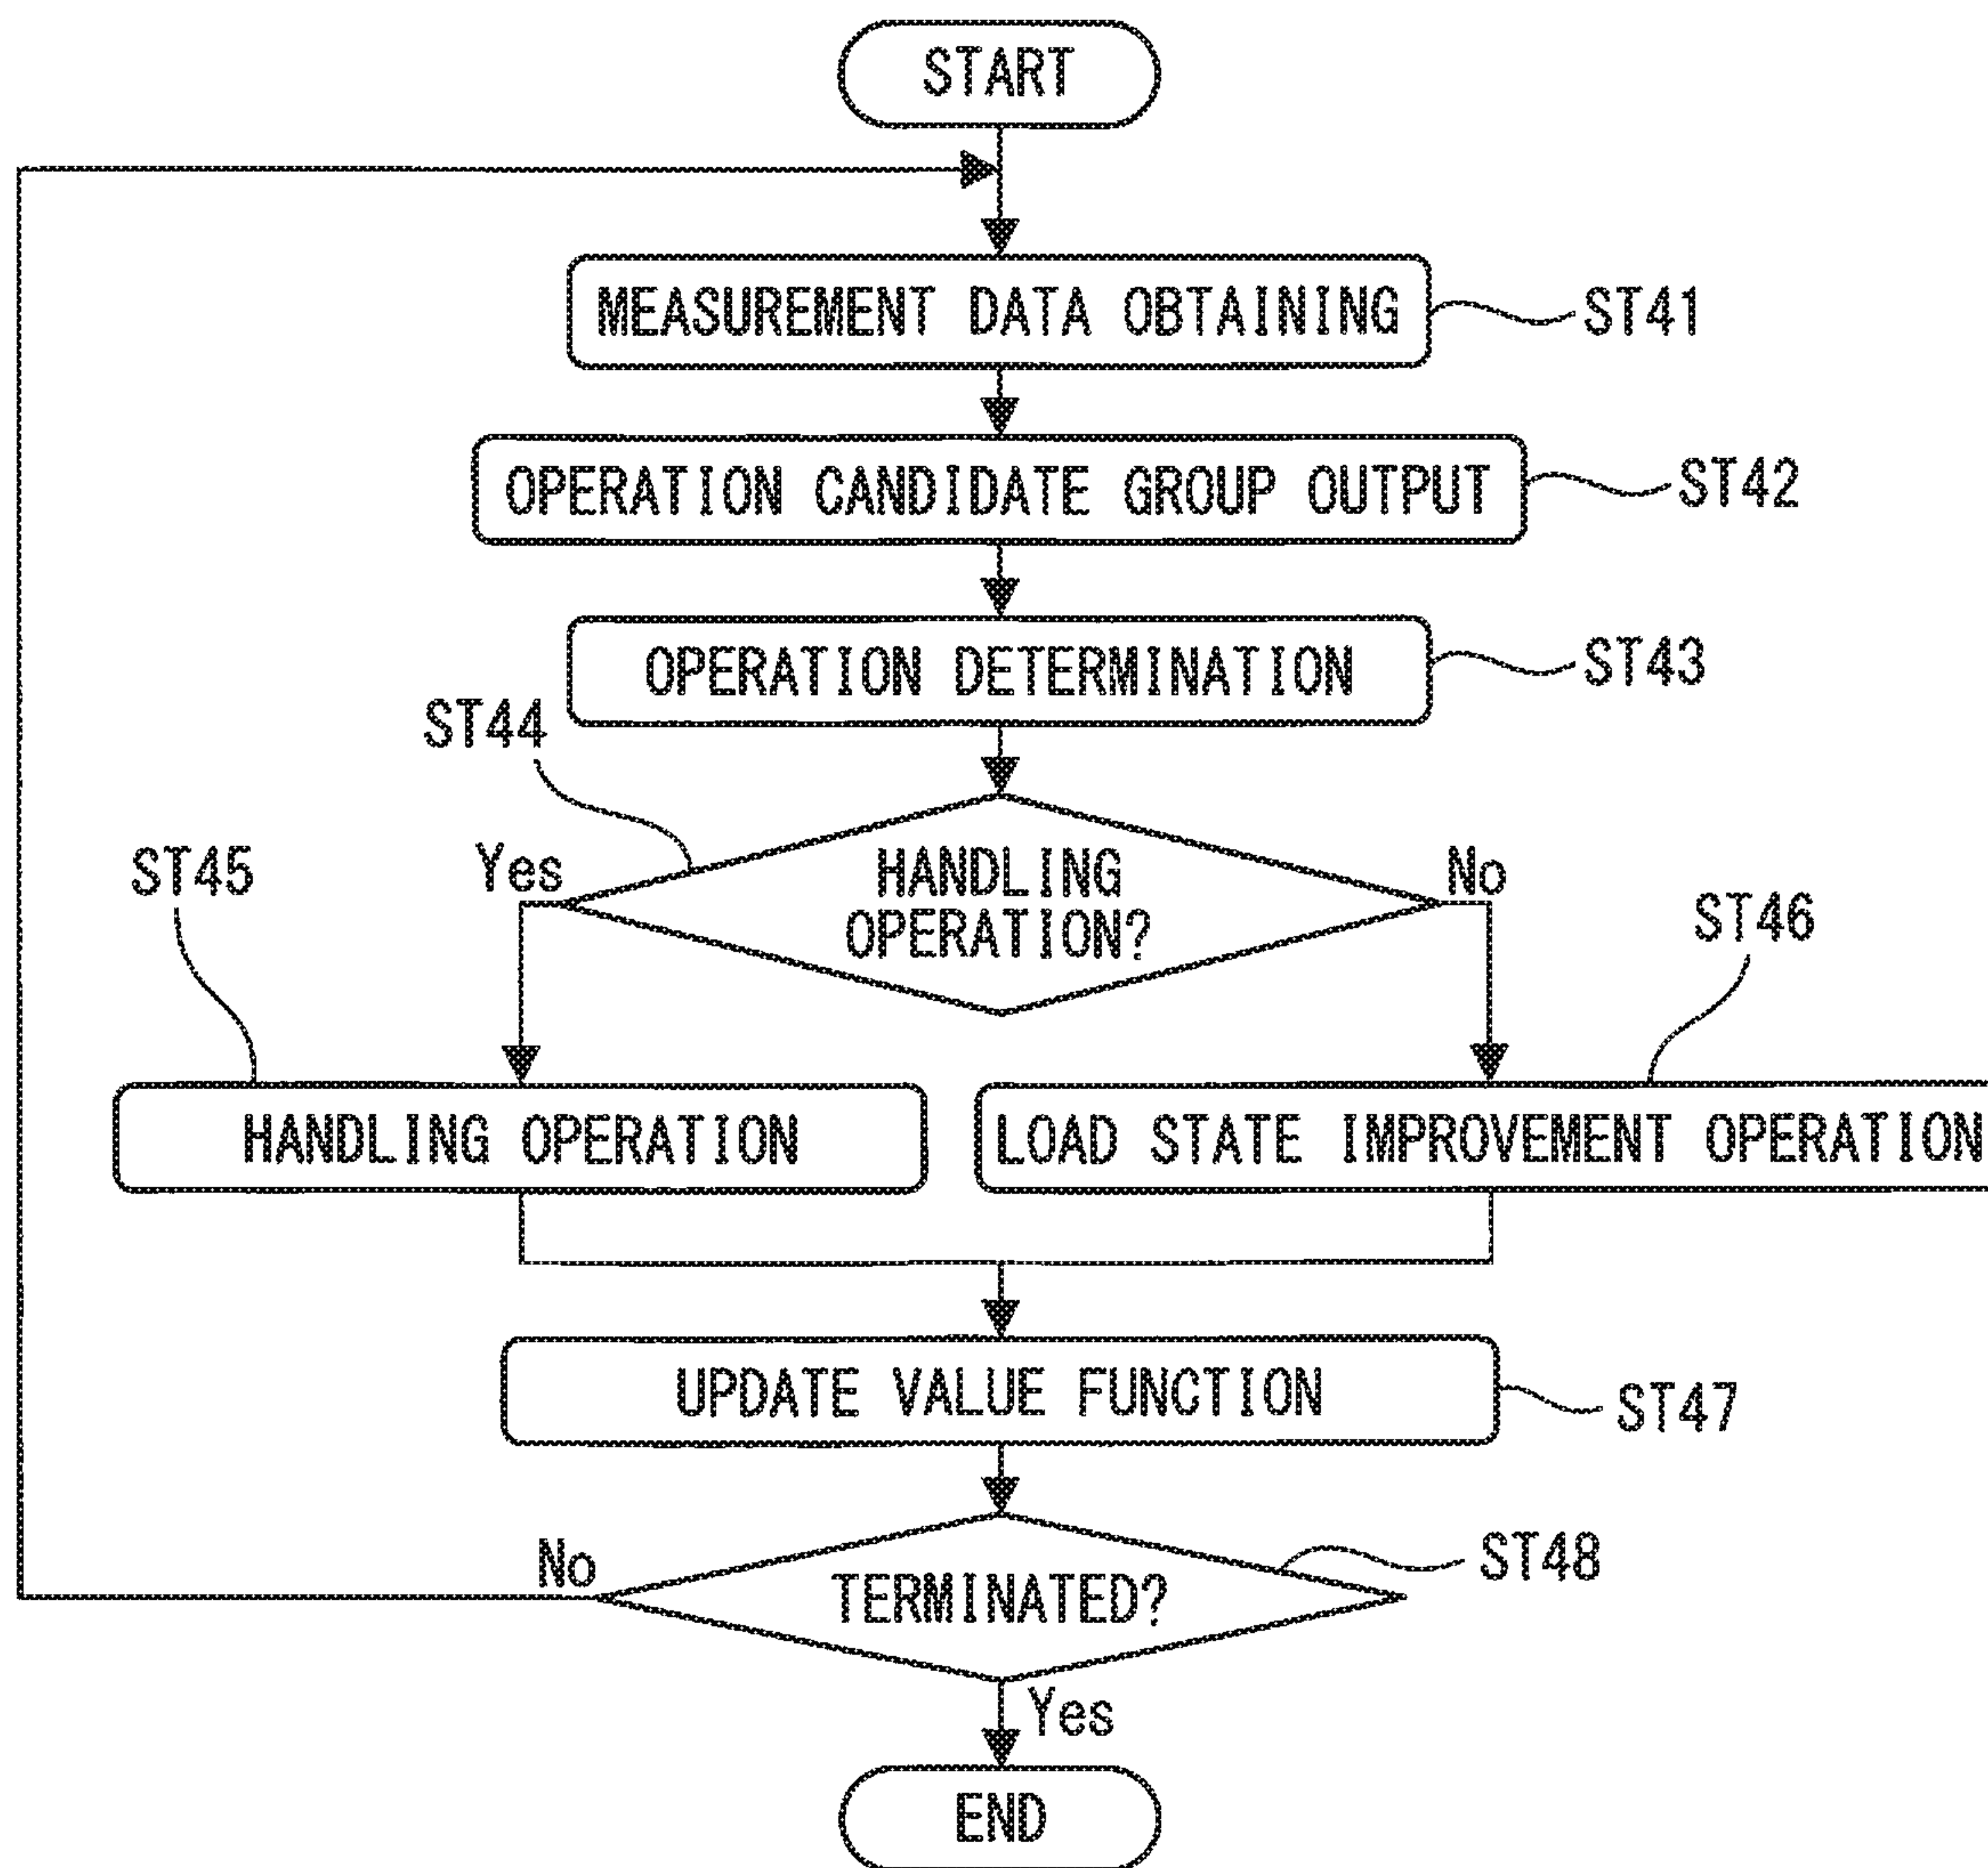 START
MEASUREMENT DATA OBTAINING
ST41
OPERATION CANDIDATE GROUP OUTPUT
ST42
OPERATION DETERMINATION
ST43
ST44
HANDLING
OPERATION?
Yes
No
ST45
ST46
HANDLING OPERATION
LOAD STATE IMPROVEMENT OPERATION
UPDATE VALUE FUNCTION
ST47
TERMINATED?
ST48
No
Yes
END